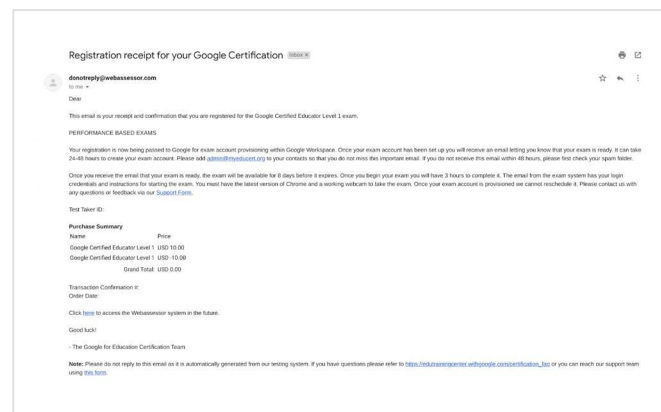 Registration receipt for your Google Certification Inbox ×
donotreply@webassessor.com
to me
Dear
This email is your receipt and confirmation that you are registered for the Google Certified Educator Level 1 exam.
PERFORMANCE BASED EXAMS
Your registration is now being passed to Google for exam account provisioning within Google Workspace. Once your exam account has been set up you will receive an email letting you know that your exam is ready. It can take
24-48 hours to create your exam account. Please add admin@myeducert.org to your contacts so that you do not miss this important email. If you do not receive this email within 48 hours, please first check your spam folder.
Once you receive the email that your exam is ready, the exam will be available for 8 days before it expires. Once you begin your exam you will have 3 hours to complete it. The email from the exam system has your login
credentials and instructions for starting the exam. You must have the latest version of Chrome and a working webcam to take the exam. Once your exam account is provisioned we cannot reschedule it. Please contact us with
any questions or feedback via our Support Form.
Test Taker ID:
Purchase Summary
Name Price
Google Certified Educator Level 1 USD 10.00
Google Certified Educator Level 1 USD -10.00
Grand Total: USD 0.00
Transaction Confirmation #:
Order Date:
Click here to access the Webassessor system in the future.
Good luck!
- The Google for Education Certification Team
Note: Please do not reply to this email as it is automatically generated from our testing system. If you have questions please refer to https://edutrainingcenter.withgoogle.com/certification_faq or you can reach our support team
using this form.